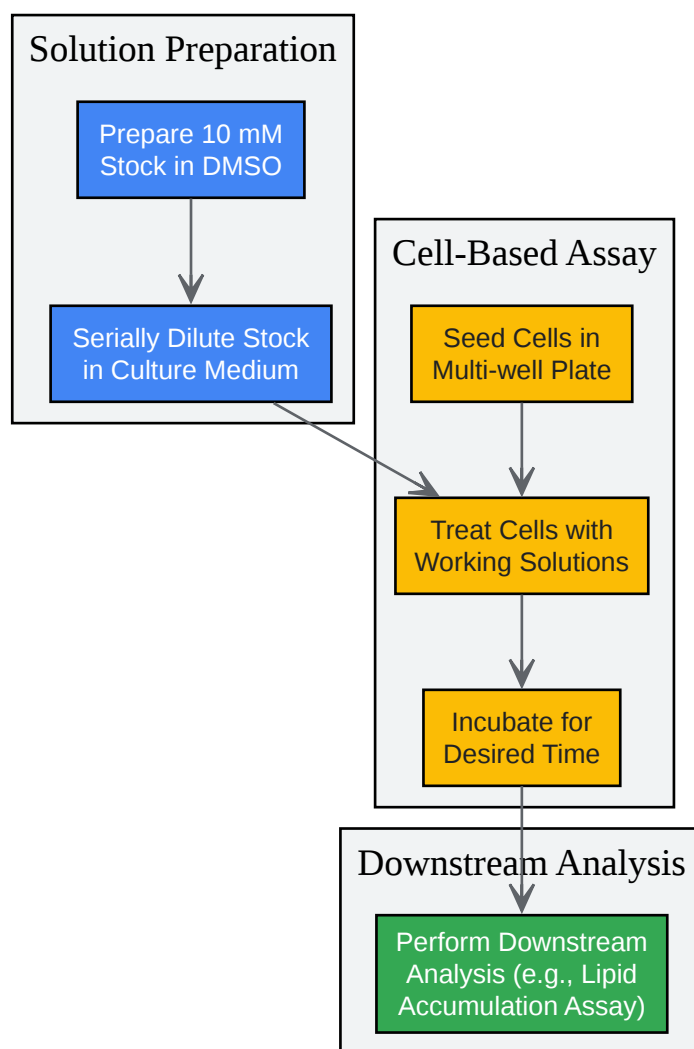 Solution Preparation
Prepare 10 mM
Stock in DMSO
Serially Dilute Stock
in Culture Medium
Cell-Based Assay
Seed Cells in
Multi-well Plate
Treat Cells with
Working Solutions
Incubate for
Desired Time
Downstream Analysis
Perform Downstream
Analysis (e.g., Lipid
Accumulation Assay)